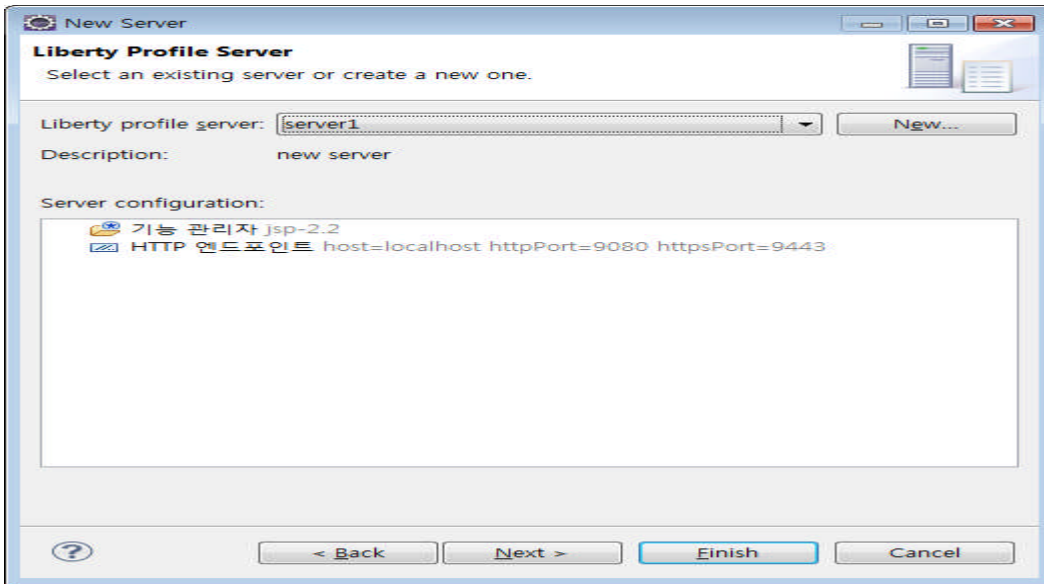 New Server
Liberty Profile Server
Select an existing server or create a new one.
Liberty profile server: server1 New...
Description: new server
Server configuration:
기능 관리자 jsp-2.2
HTTP 엔드포인트 host=localhost httpPort=9080 httpsPort=9443
? < Back Next > Finish Cancel